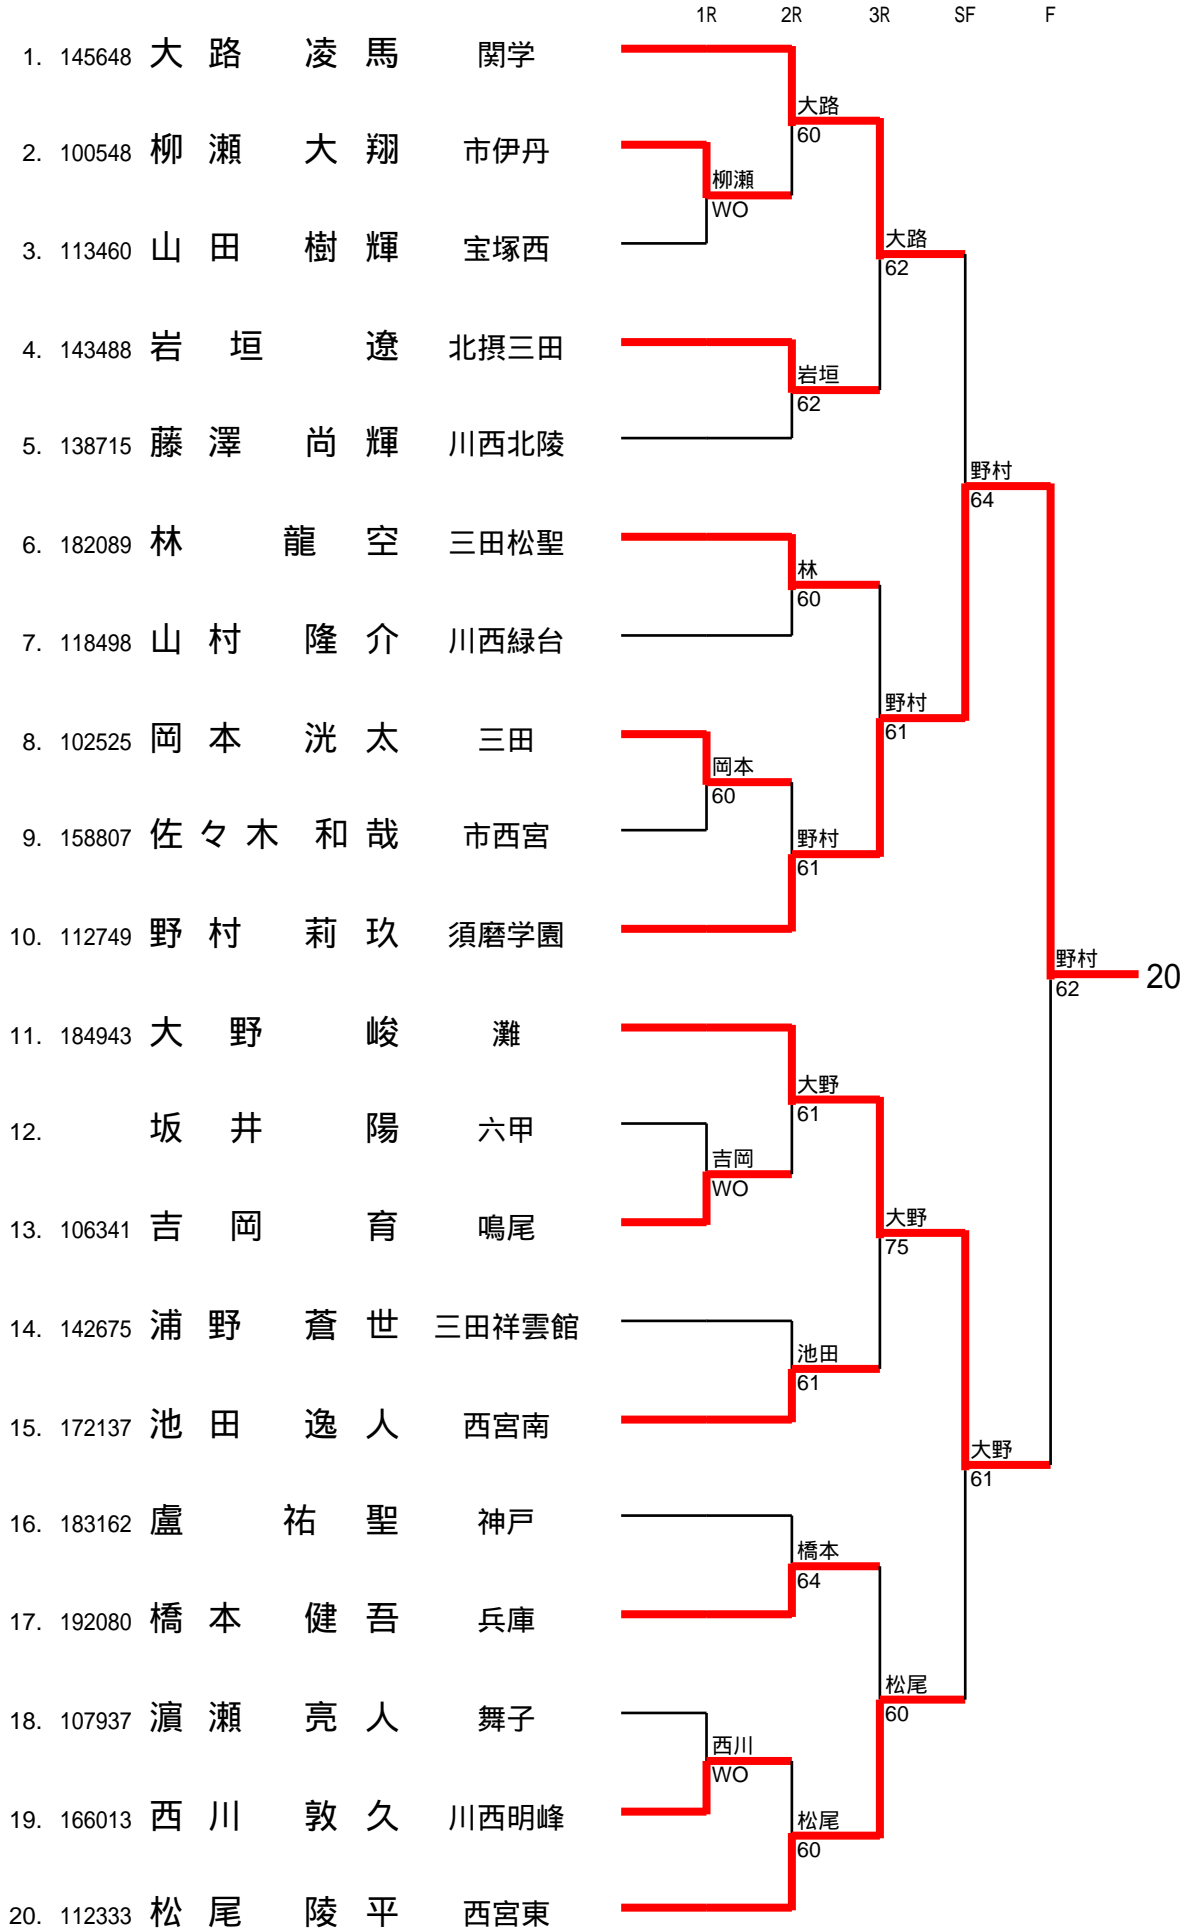 1R 2R 3R SF F
1. 145648 大路 凌馬 関学
大路
60
2. 100548 柳瀬 大翔 市伊丹
柳瀬
WO
3. 113460 山田 樹輝 宝塚西
大路
62
4. 143488 岩垣 遼 北摂三田
岩垣
62
5. 138715 藤澤 尚輝 川西北陵
野村
64
6. 182089 林 龍空 三田松聖
林
60
7. 118498 山村 隆介 川西緑台
野村
61
8. 102525 岡本 洸太 三田
岡本
60
9. 158807 佐々木 和哉 市西宮
野村
61
10. 112749 野村 莉玖 須磨学園
野村
62
20
11. 184943 大野 峻 灘
大野
61
12. 坂井 陽 六甲
吉岡
WO
13. 106341 吉岡 育 鳴尾
大野
75
14. 142675 浦野 蒼世 三田祥雲館
池田
61
15. 172137 池田 逸人 西宮南
大野
61
16. 183162 盧 祐聖 神戸
橋本
64
17. 192080 橋本 健吾 兵庫
松尾
60
18. 107937 濵瀬 亮人 舞子
西川
WO
19. 166013 西川 敦久 川西明峰
松尾
60
20. 112333 松尾 陵平 西宮東